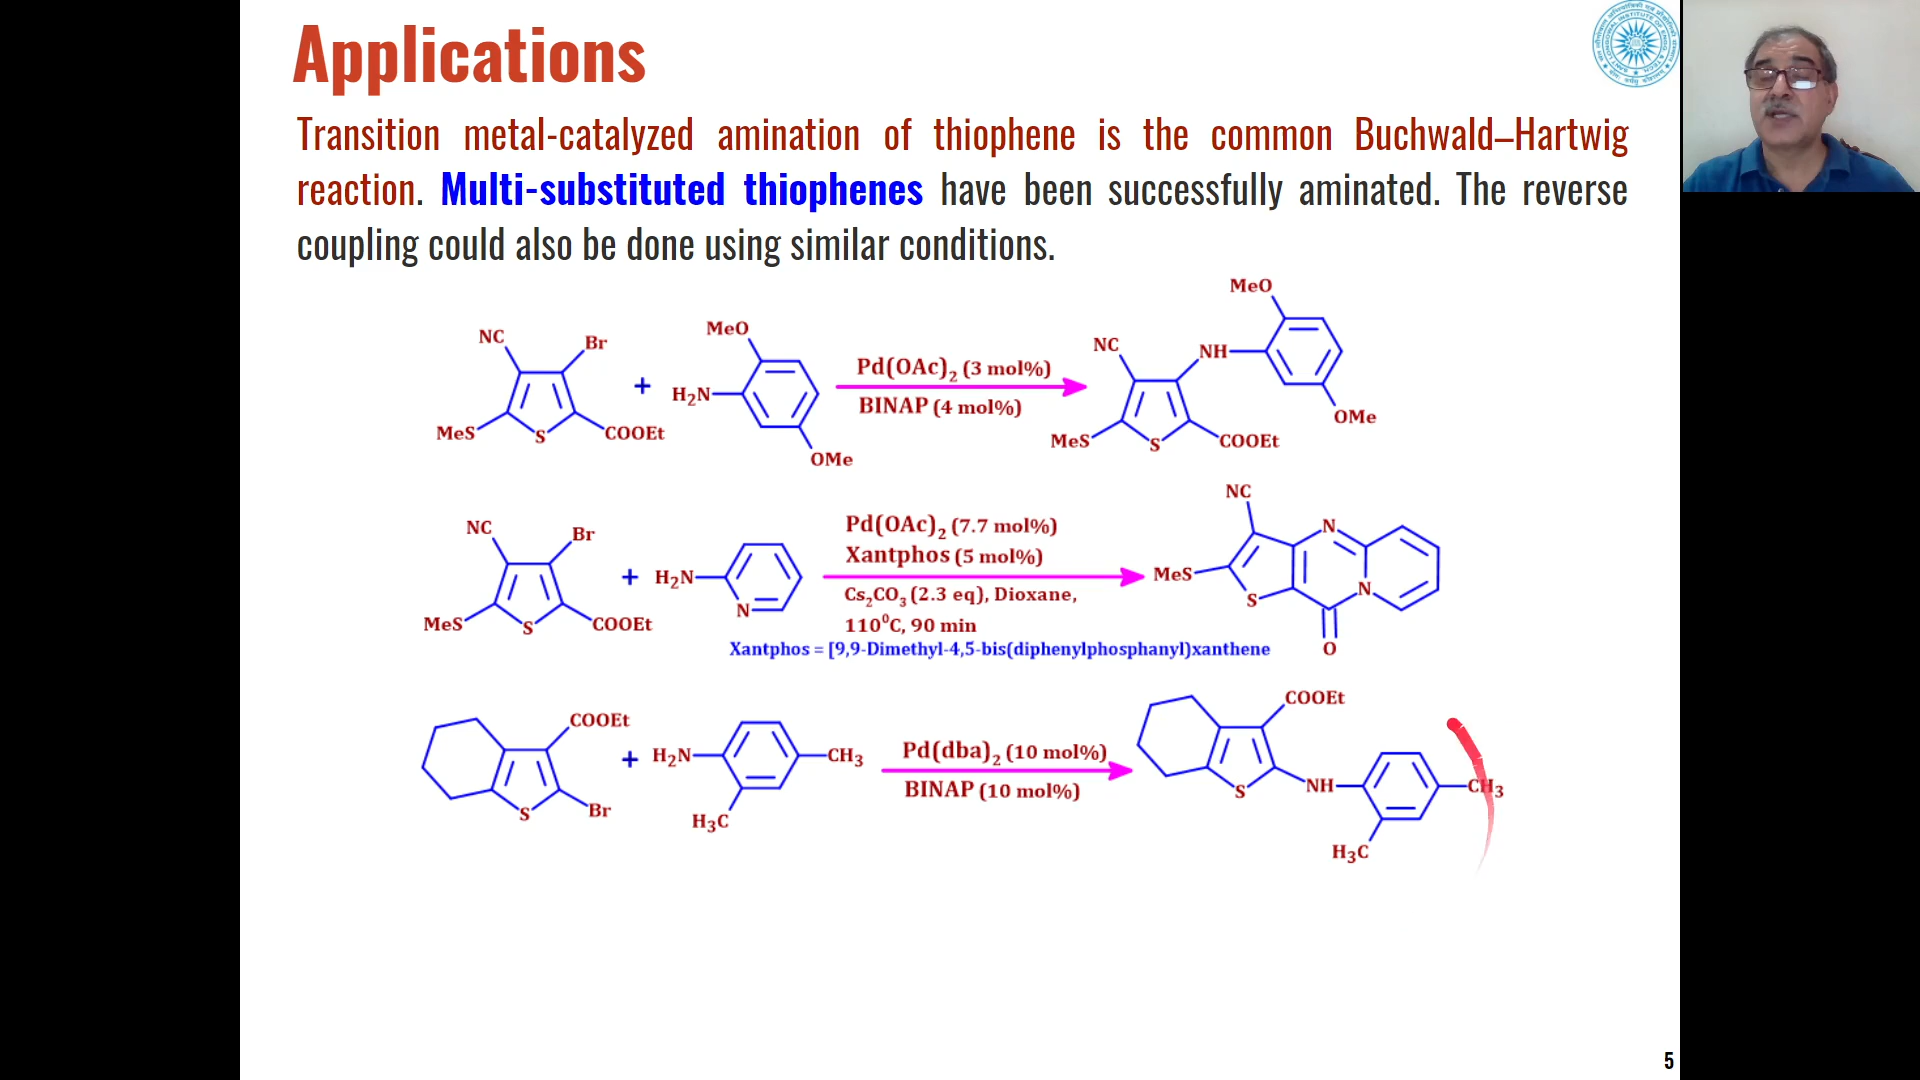 Applications
Transition metal-catalyzed amination of thiophene is the common Buchwald–Hartwig
reaction. Multi-substituted thiophenes have been successfully aminated. The reverse
coupling could also be done using similar conditions.
NC
Br
MeS
S
COOEt
+
MeO
H₂N
OMe
Pd(OAc)₂ (3 mol%)
BINAP (4 mol%)
MeO
NC
NH
OMe
MeS
S
COOEt
NC
Br
MeS
S
COOEt
+
H₂N
N
Pd(OAc)₂ (7.7 mol%)
Xantphos (5 mol%)
Cs₂CO₃ (2.3 eq), Dioxane,
110⁰C, 90 min
NC
N
MeS
S
N
O
Xantphos = [9,9-Dimethyl-4,5-bis(diphenylphosphanyl)xanthene
COOEt
S
Br
+
H₂N
CH₃
H₃C
Pd(dba)₂ (10 mol%)
BINAP (10 mol%)
COOEt
S
NH
CH₃
H₃C
5